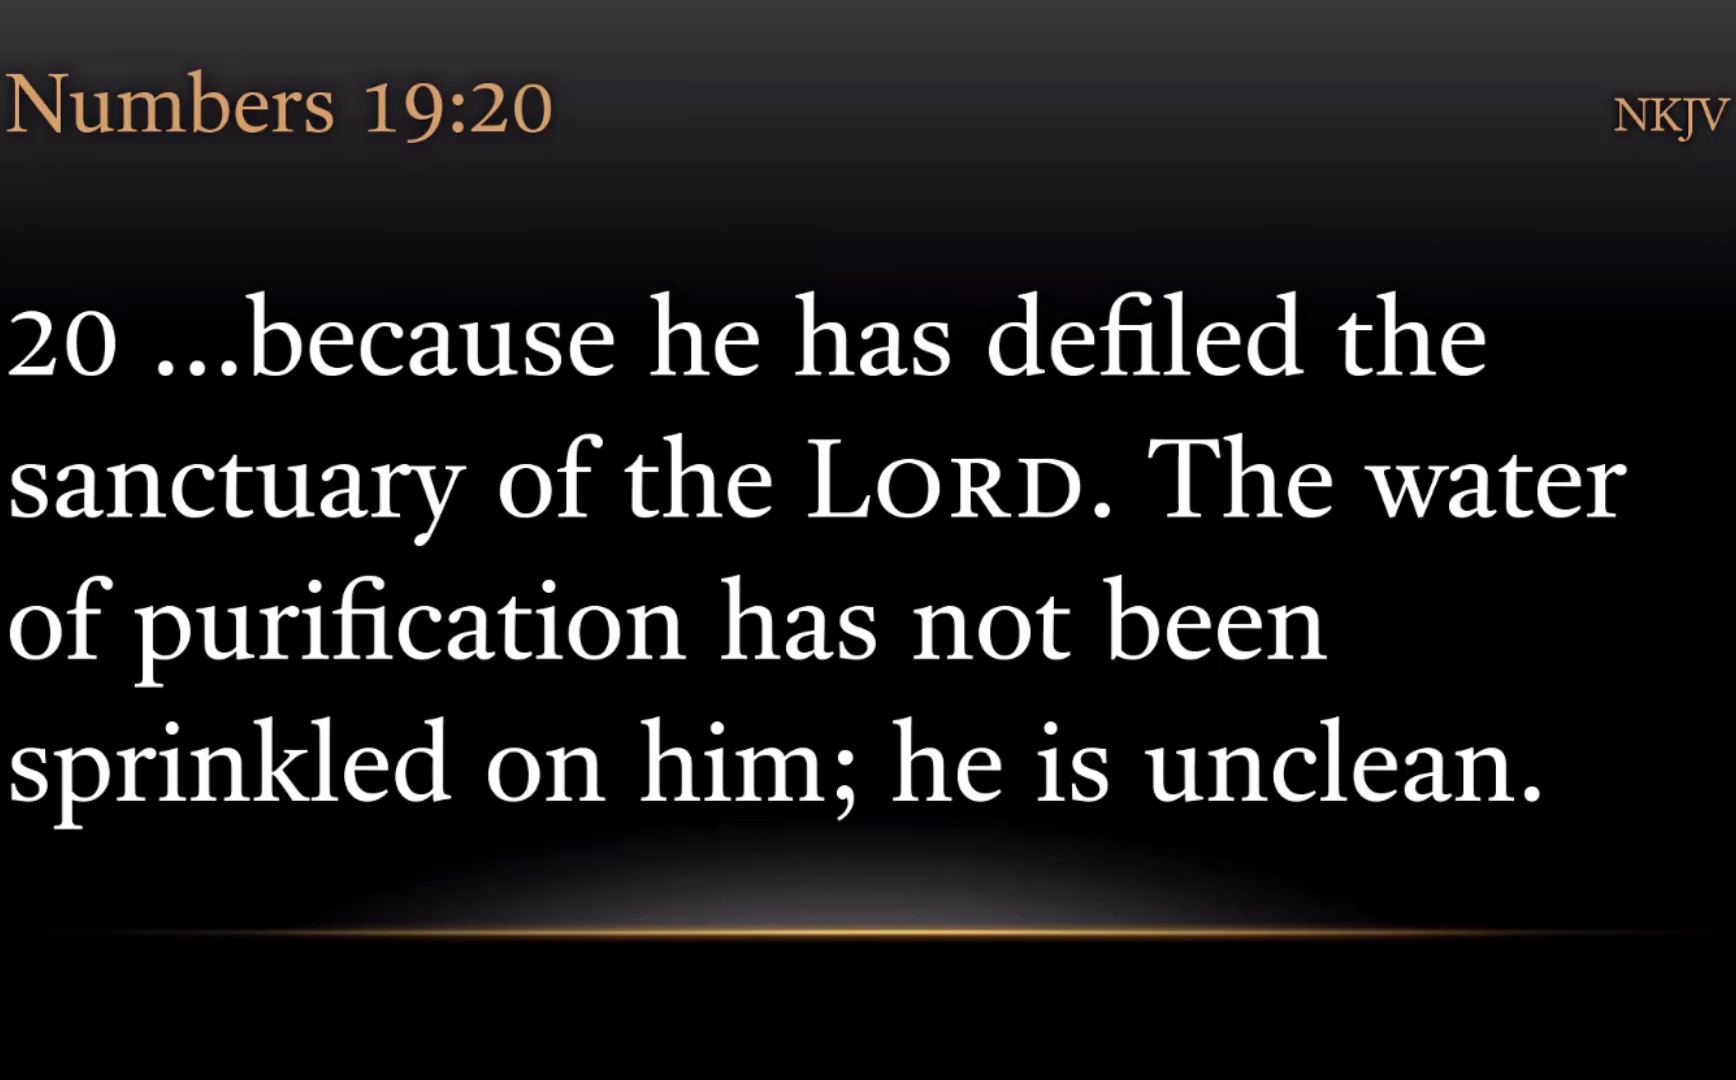 Numbers 19:20
NKJV
20 ...because he has defiled the
sanctuary of the LORD. The water
of purification has not been
sprinkled on him; he is unclean.